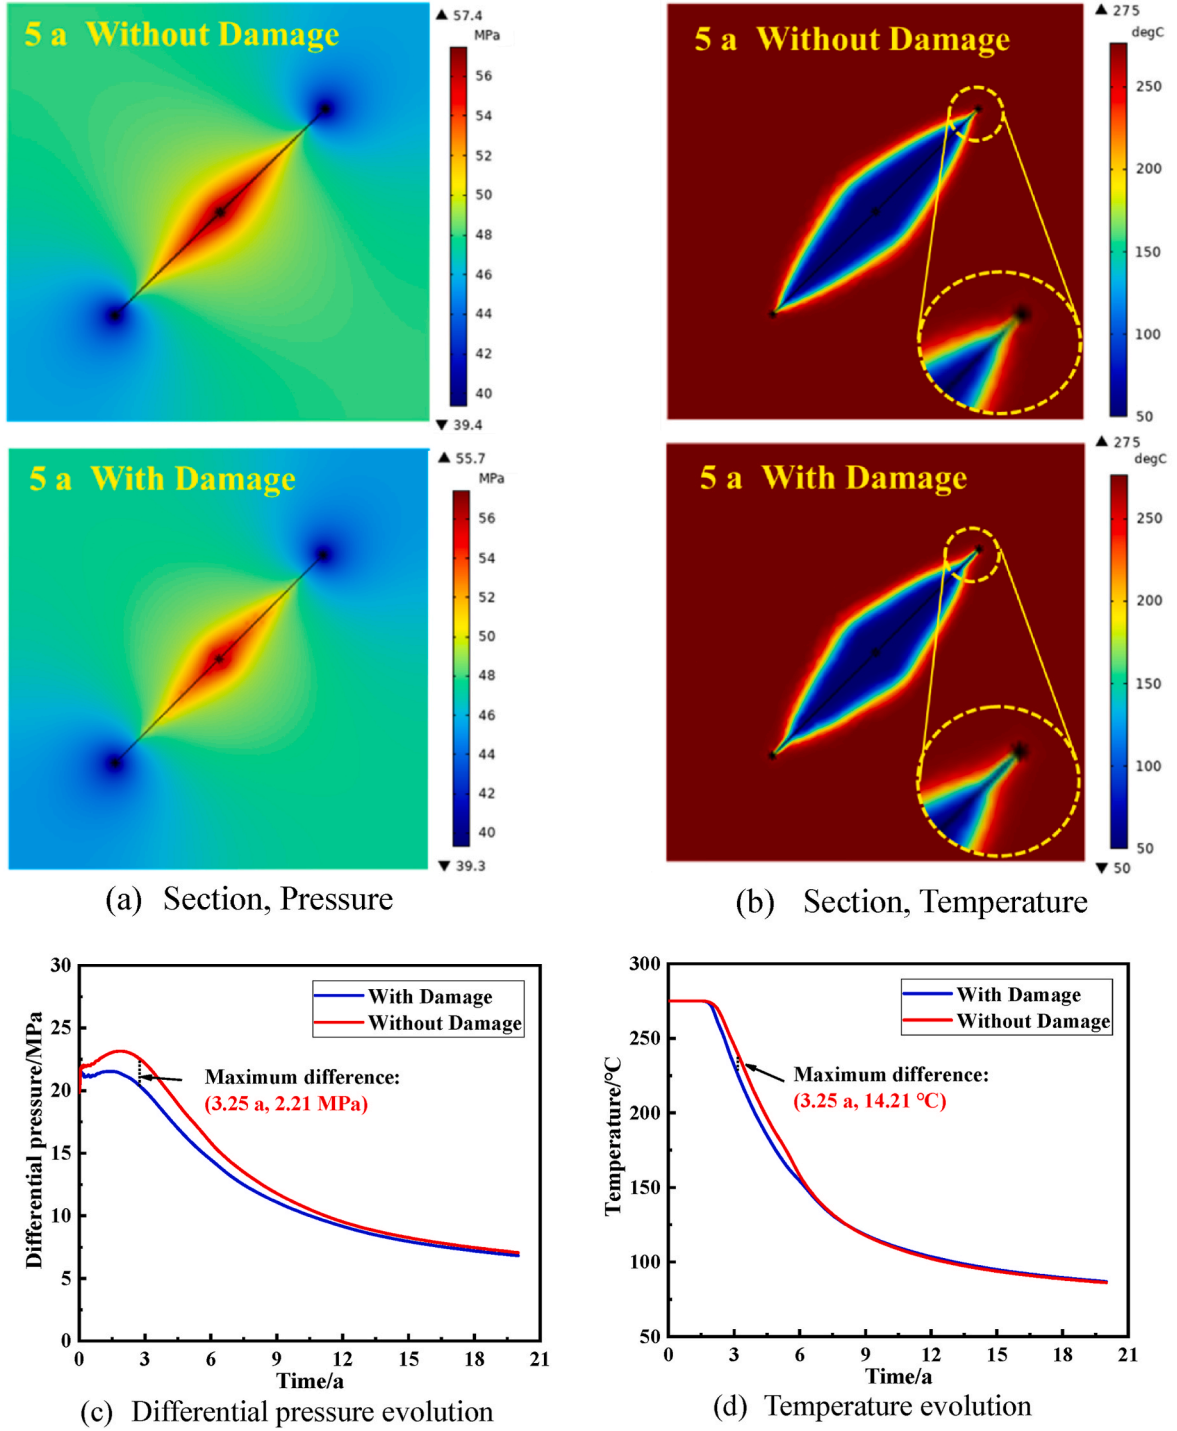 5 a Without Damage
▲ 57.4
MPa
56
54
52
50
48
46
44
42
40
▼ 39.4
5 a Without Damage
▲ 275
degC
250
200
150
100
50
5 a With Damage
▲ 55.7
MPa
56
54
52
50
48
46
44
42
40
▼ 39.3
5 a With Damage
▲ 275
degC
250
200
150
100
50
▼ 50
(a) Section, Pressure
(b) Section, Temperature
30
25
20
15
10
5
0
Differential pressure/MPa
With Damage
Without Damage
Maximum difference:
(3.25 a, 2.21 MPa)
0 3 6 9 12 15 18 21
Time/a
(c) Differential pressure evolution
300
250
200
150
100
50
Temperature/℃
With Damage
Without Damage
Maximum difference:
(3.25 a, 14.21 ℃)
0 3 6 9 12 15 18 21
Time/a
(d) Temperature evolution